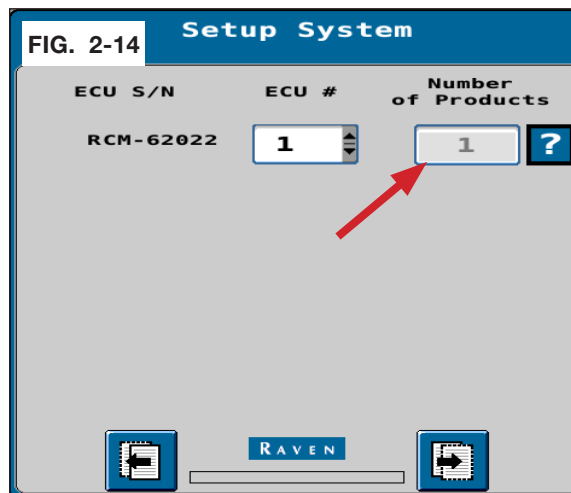 FIG. 2-14
Setup System
ECU S/N ECU # Number of Products
RCM-62022 1 1 ?
RAVEN